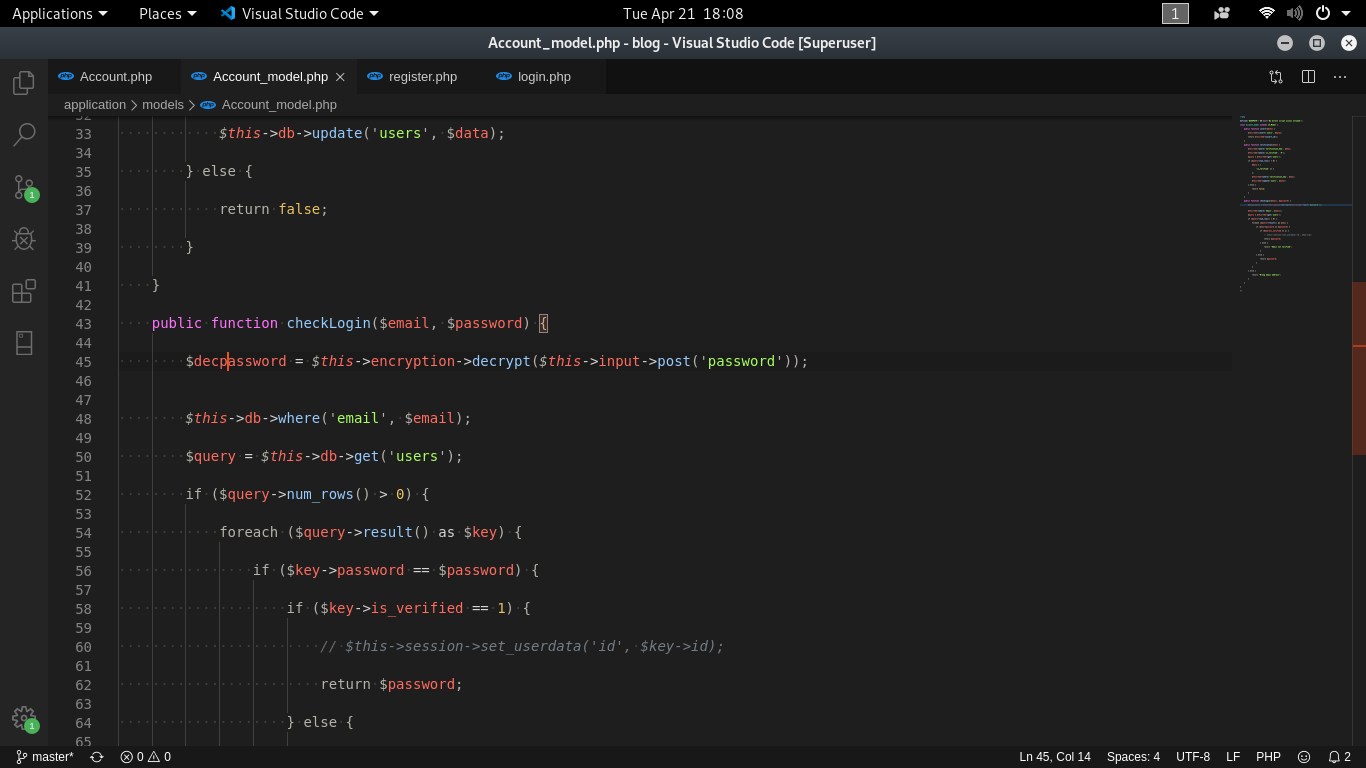 Applications Places Visual Studio Code Tue Apr 21 18:08 1
Account_model.php - blog - Visual Studio Code [Superuser]
php Account.php php Account_model.php php register.php php login.php
application models php Account_model.php
32
33 $this->db->update('users', $data);
34
35 } else {
36
37 return false;
38
39 }
40
41 }
42
43 public function checkLogin($email, $password) {
44
45 $decpassword = $this->encryption->decrypt($this->input->post('password'));
46
47
48 $this->db->where('email', $email);
49
50 $query = $this->db->get('users');
51
52 if ($query->num_rows() > 0) {
53
54 foreach ($query->result() as $key) {
55
56 if ($key->password == $password) {
57
58 if ($key->is_verified == 1) {
59
60 // $this->session->set_userdata('id', $key->id);
61
62 return $password;
63
64 } else {
65
1
1
master* 0 0 Ln 45, Col 14 Spaces: 4 UTF-8 LF PHP 2